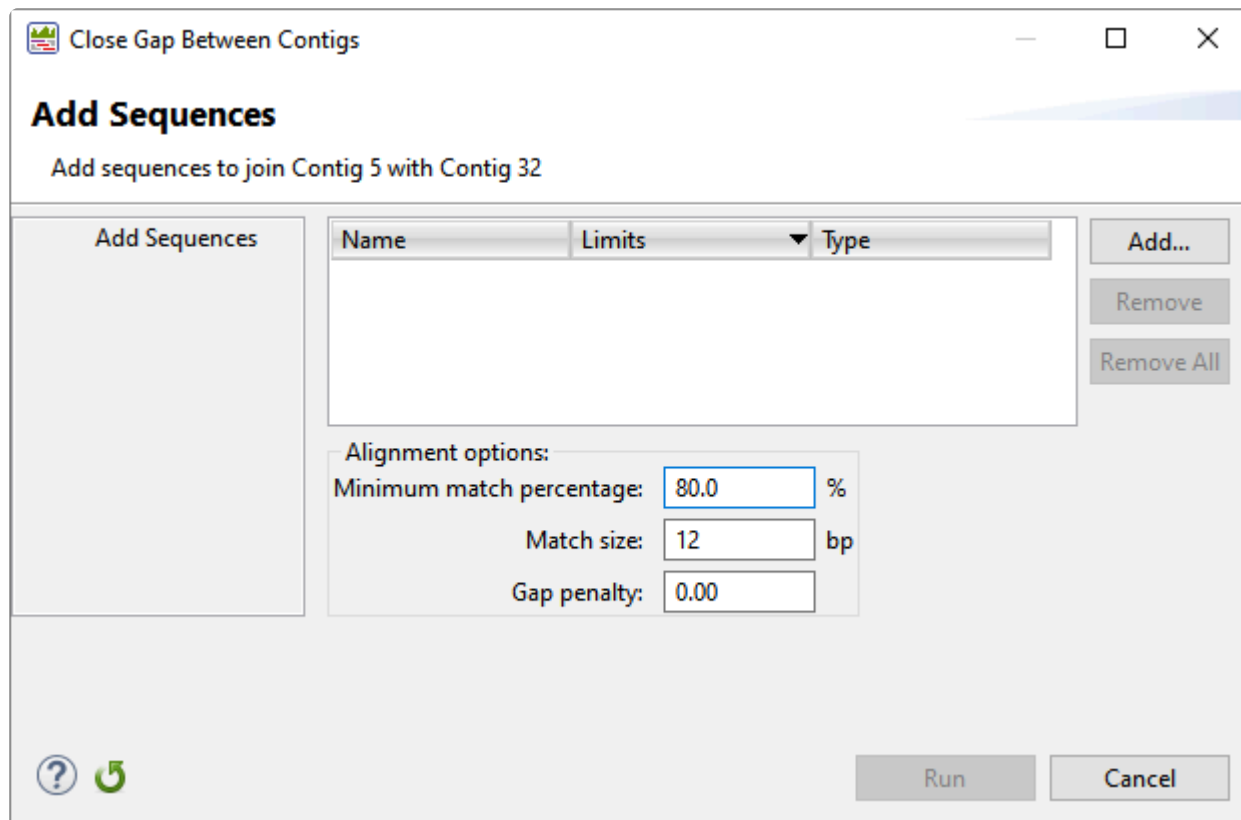 Close Gap Between Contigs
Add Sequences
Add sequences to join Contig 5 with Contig 32
Add Sequences
Name Limits Type
Add...
Remove
Remove All
Alignment options:
Minimum match percentage: 80.0 %
Match size: 12 bp
Gap penalty: 0.00
?
Run Cancel